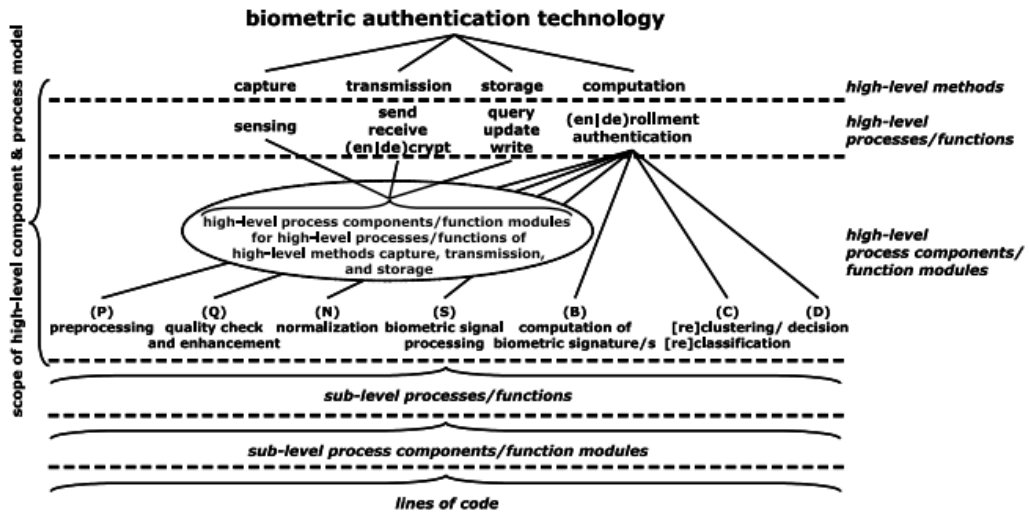 biometric authentication technology
scope of high-level component & process model
capture transmission storage computation
high-level methods
sensing
send
receive
(en|de)crypt
query
update
write
(en|de)rollment
authentication
high-level
processes/functions
high-level process components/function modules
for high-level processes/functions of
high-level methods capture, transmission,
and storage
high-level
process components/
function modules
(P)
preprocessing
(Q)
quality check
and enhancement
(N)
normalization
(S)
biometric signal
processing
(B)
computation of
biometric signature/s
(C)
[re]clustering/
[re]classification
(D)
decision
sub-level processes/functions
sub-level process components/function modules
lines of code